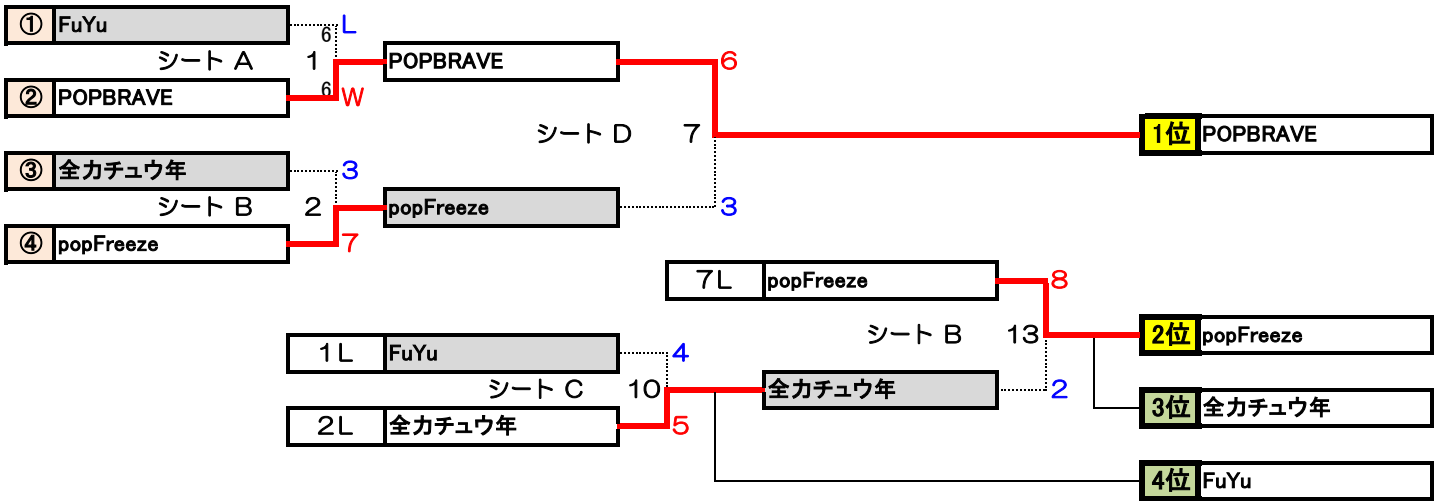 ① FuYu 6 L
シート A 1 POPBRAVE 6
② POPBRAVE 6 W
シート D 7 1位 POPBRAVE
③ 全力チュウ年 3
シート B 2 popFreeze 3
④ popFreeze 7
7L popFreeze 8
シート B 13 2位 popFreeze
1L FuYu 4
シート C 10 全力チュウ年 2
3位 全力チュウ年
2L 全力チュウ年 5
4位 FuYu